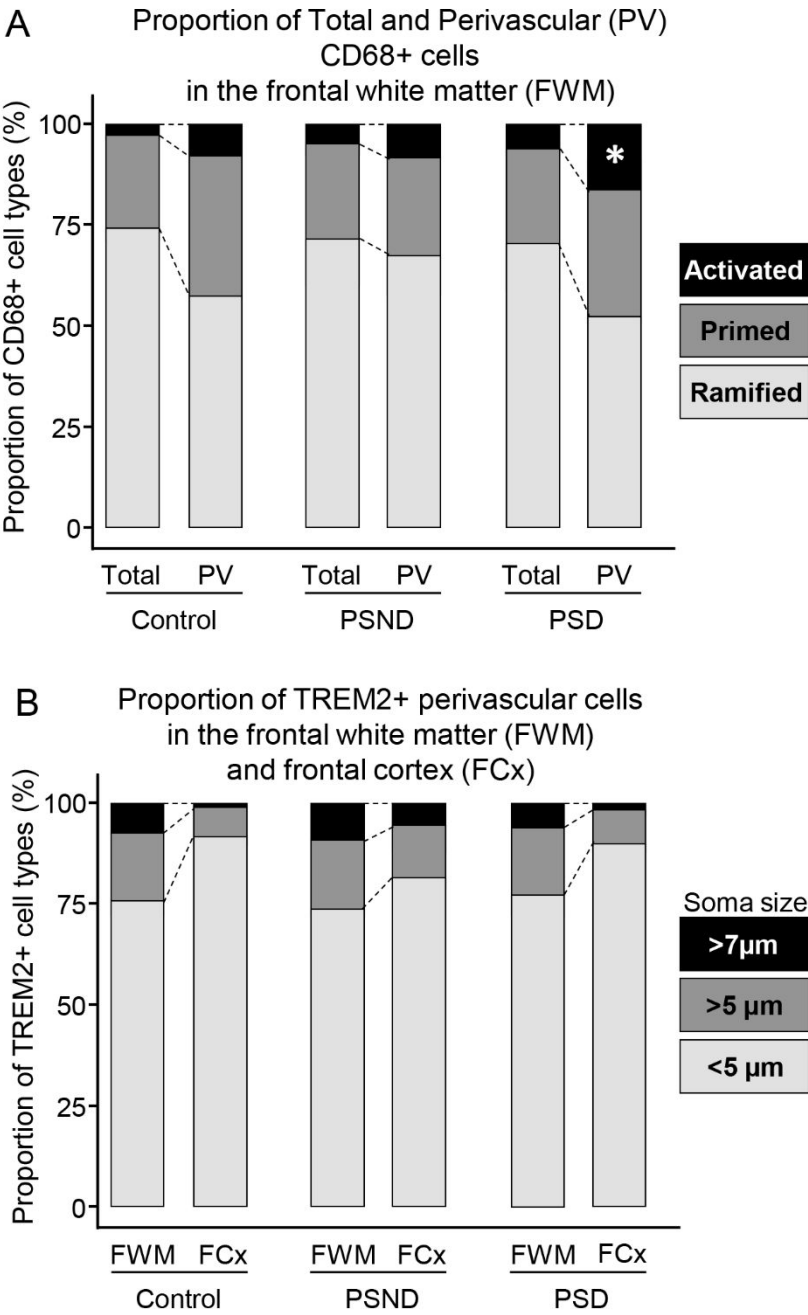 A
Proportion of Total and Perivascular (PV)
CD68+ cells
in the frontal white matter (FWM)
Proportion of CD68+ cell types (%)
100
75
50
25
0
*
Activated
Primed
Ramified
Total PV Total PV Total PV
Control PSND PSD
B
Proportion of TREM2+ perivascular cells
in the frontal white matter (FWM)
and frontal cortex (FCx)
Proportion of TREM2+ cell types (%)
100
75
50
25
0
Soma size
>7µm
>5 µm
<5 µm
FWM FCx FWM FCx FWM FCx
Control PSND PSD